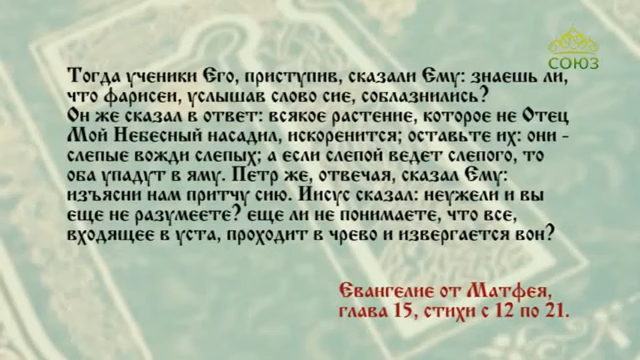 СОЮЗ
Тогда ученики Его, приступив, сказали Ему: знаешь ли,
что фарисеи, услышав слово сие, соблазнились?
Он же сказал в ответ: всякое растение, которое не Отец
Мой Небесный насадил, искоренится; оставьте их: они -
слепые вожди слепых; а если слепой ведет слепого, то
оба упадут в яму. Петр же, отвечая, сказал Ему:
изъясни нам притчу сию. Иисус сказал: неужели и вы
еще не разумеете? еще ли не понимаете, что все,
входящее в уста, проходит в чрево и извергается вон?
Евангелие от Матфея,
глава 15, стихи с 12 по 21.